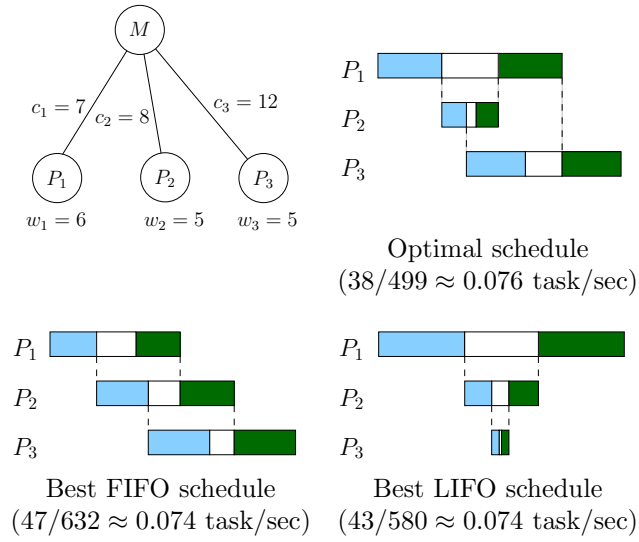 M
c₁ = 7
c₂ = 8
c₃ = 12
P₁
P₂
P₃
w₁ = 6
w₂ = 5
w₃ = 5
P₁
P₂
P₃
Optimal schedule
(38/499 ≈ 0.076 task/sec)
P₁
P₂
P₃
Best FIFO schedule
(47/632 ≈ 0.074 task/sec)
P₁
P₂
P₃
Best LIFO schedule
(43/580 ≈ 0.074 task/sec)